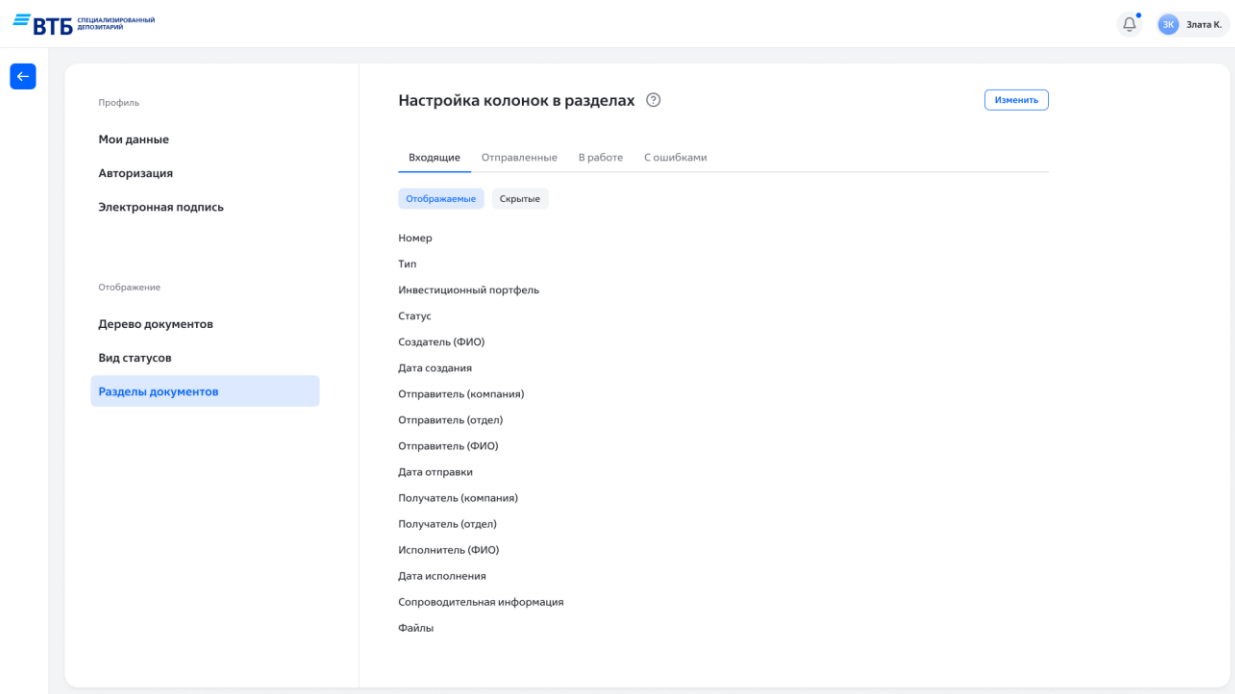 ВТБ СПЕЦИАЛИЗИРОВАННЫЙ
ДЕПОЗИТАРИЙ
ЗК Злата К.
Профиль
Мои данные
Авторизация
Электронная подпись
Отображение
Дерево документов
Вид статусов
Разделы документов
Настройка колонок в разделах ?
Изменить
Входящие Отправленные В работе С ошибками
Отображаемые Скрытые
Номер
Тип
Инвестиционный портфель
Статус
Создатель (ФИО)
Дата создания
Отправитель (компания)
Отправитель (отдел)
Отправитель (ФИО)
Дата отправки
Получатель (компания)
Получатель (отдел)
Исполнитель (ФИО)
Дата исполнения
Сопроводительная информация
Файлы